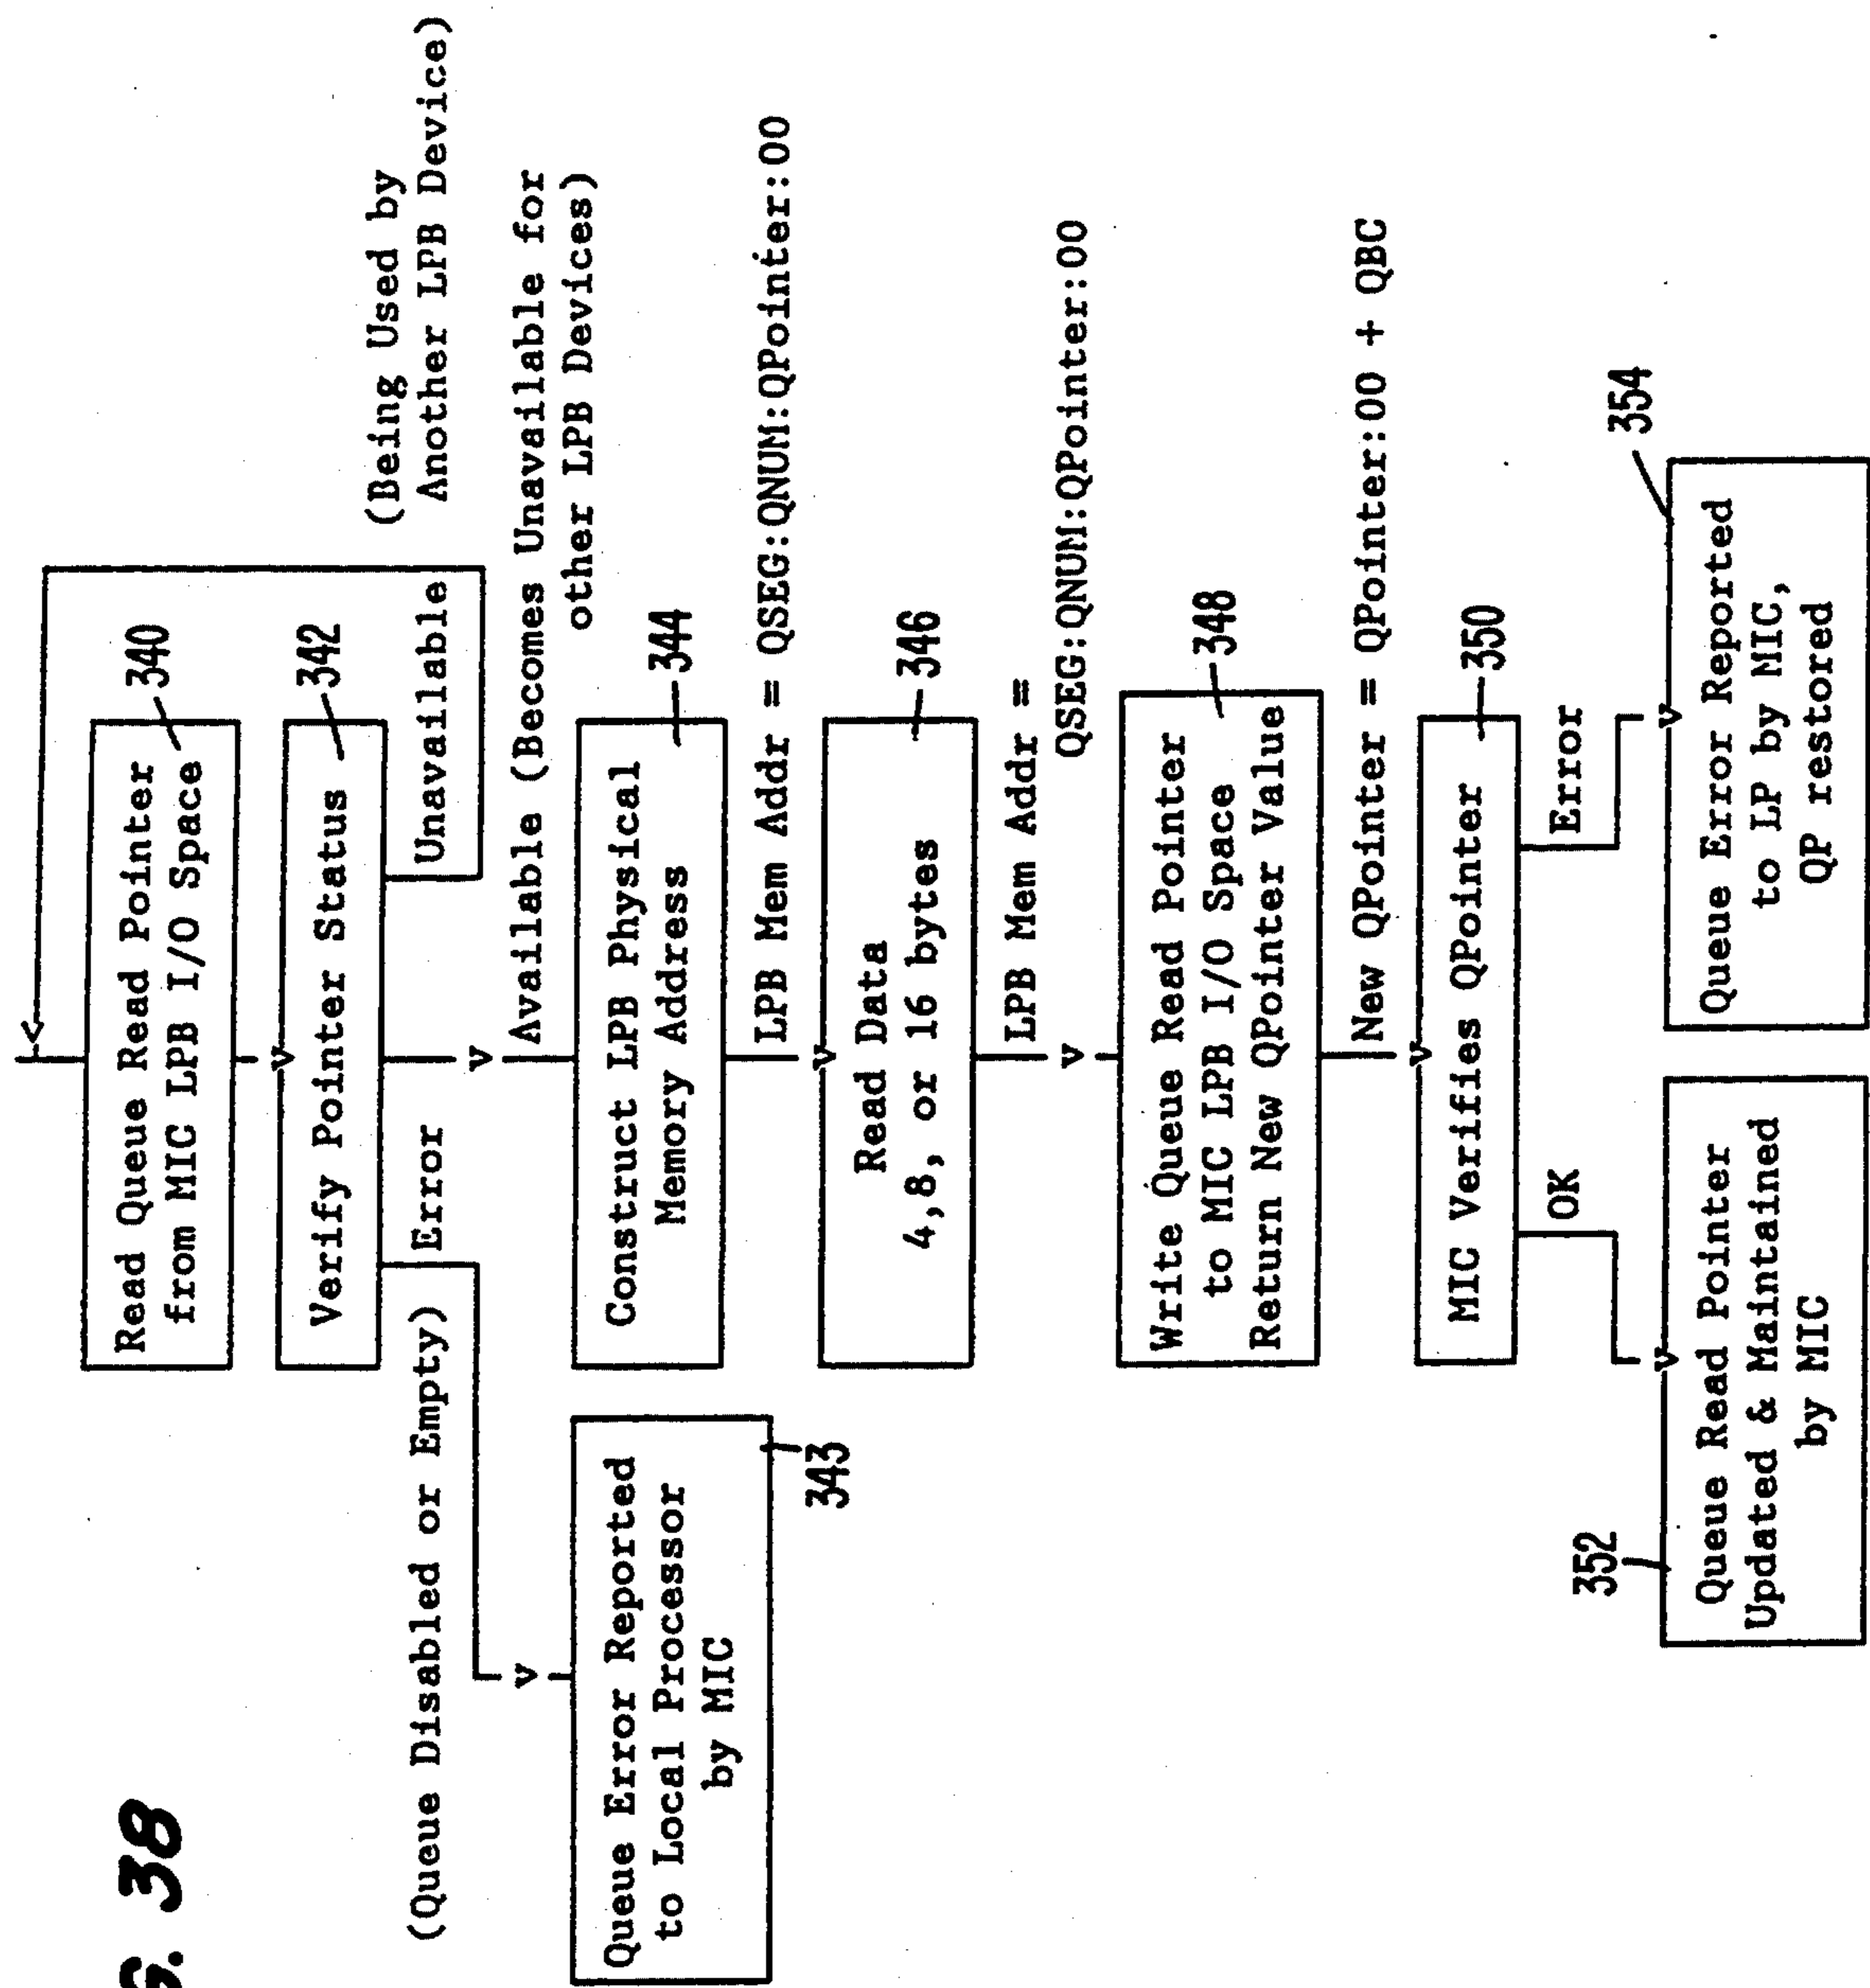 G. 38
(Being Used by
Another LPB Device)
Read Queue Read Pointer
from MIC LPB I/O Space
340
Verify Pointer Status
342
Unavailable
(Queue Disabled or Empty)
Error
Available (Becomes Unavailable for
other LPB Devices)
Queue Error Reported
to Local Processor
by MIC
343
Construct LPB Physical
Memory Address
344
LPB Mem Addr = QSEG:QNUM:QPointer:00
Read Data
4,8, or 16 bytes
346
LPB Mem Addr =
QSEG:QNUM:QPointer:00
Write Queue Read Pointer
to MIC LPB I/O Space
Return New QPointer Value
348
New QPointer = QPointer:00 + QBC
MIC Verifies QPointer
350
OK
Error
352
Queue Read Pointer
Updated & Maintained
by MIC
354
Queue Error Reported
to LP by MIC,
QP restored